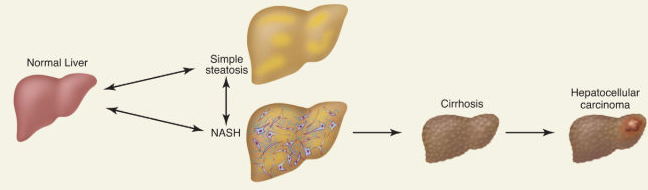 Normal Liver
Simple
steatosis
NASH
Cirrhosis
Hepatocellular
carcinoma